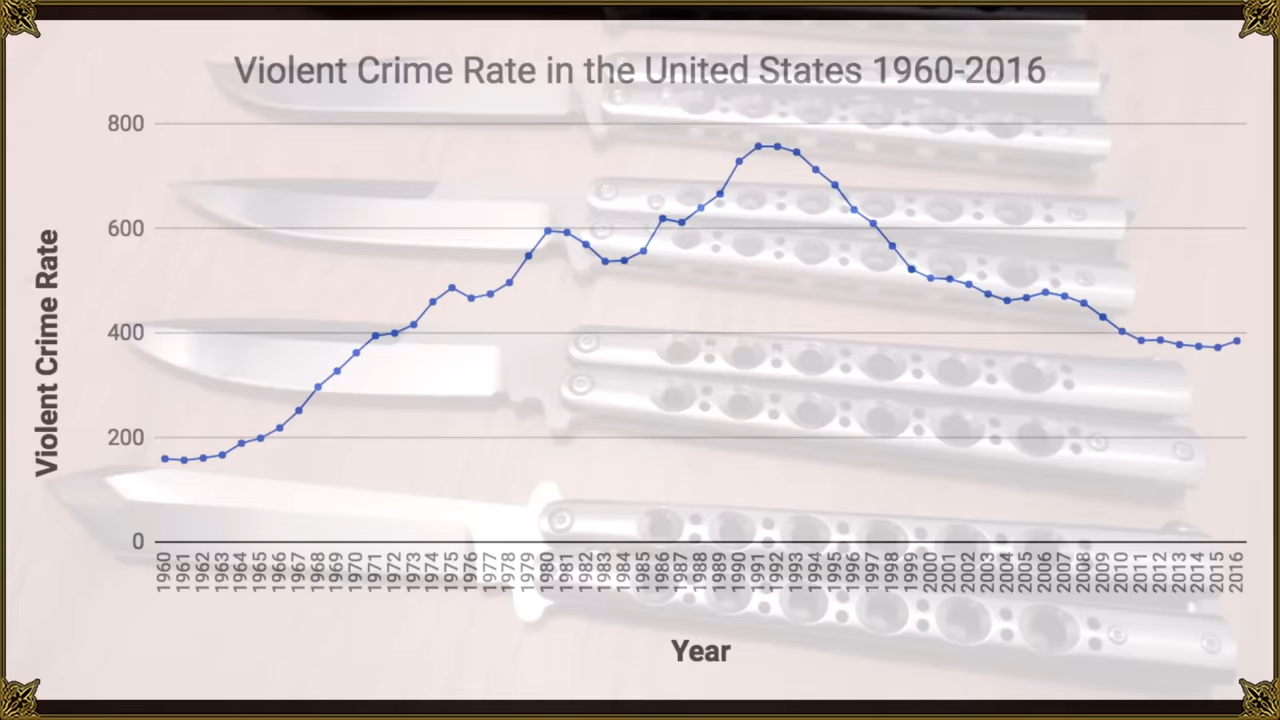 Violent Crime Rate in the United States 1960-2016
800
600
400
200
0
Violent Crime Rate
1960 1961 1962 1963 1964 1965 1966 1967 1968 1969 1970 1971 1972 1973 1974 1975 1976 1977 1978 1979 1980 1981 1982 1983 1984 1985 1986 1987 1988 1989 1990 1991 1992 1993 1994 1995 1996 1997 1998 1999 2000 2001 2002 2003 2004 2005 2006 2007 2008 2009 2010 2011 2012 2013 2014 2015 2016
Year